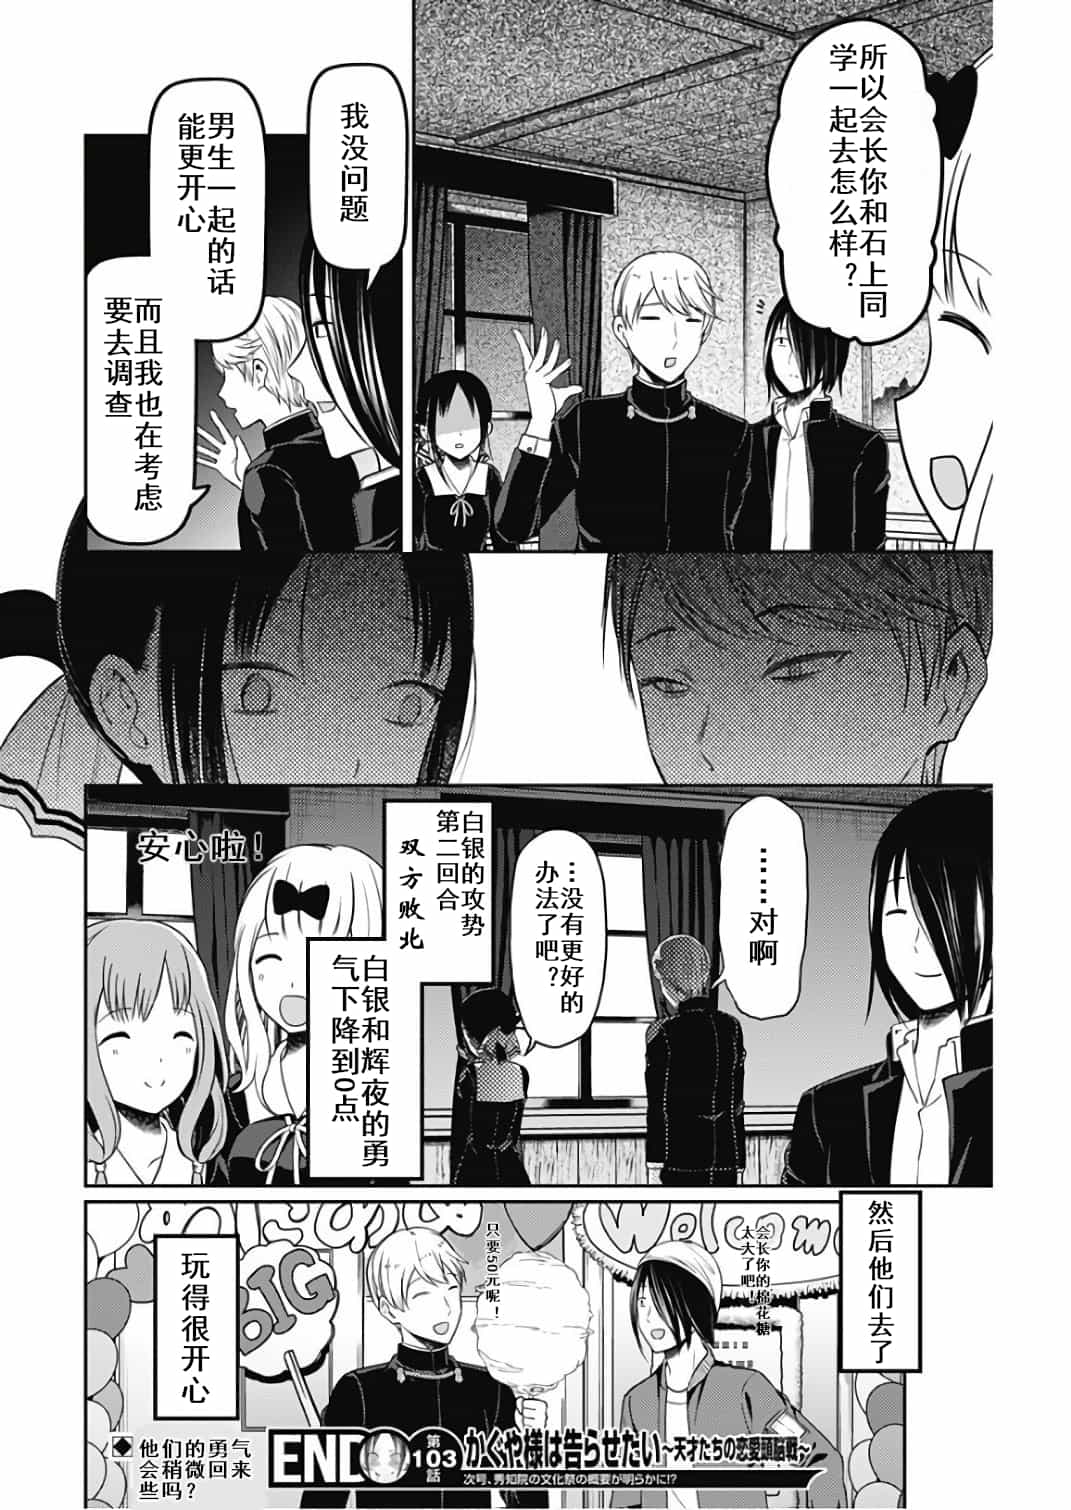 所以会长你和石上同
学一起去怎么样？
我没问题
男生一起的话
能更开心
而且我也在考虑
要去调查
……对
啊
…没有更好的
办法了吧？
白银的攻势
第二回合
双方败北
安心啦！
白银和辉夜的勇
气下降到0点
然后他们去了
会长你的棉花糖
太大了吧！
只要50元呢！
Welcome
BIG
玩得很开心
他们的勇气
会稍微回来
些吗？
END
第
103
話
かぐや様は告らせたい～天才たちの恋愛頭脳戦～
次号、秀知院の文化祭の概要が明らかに!?